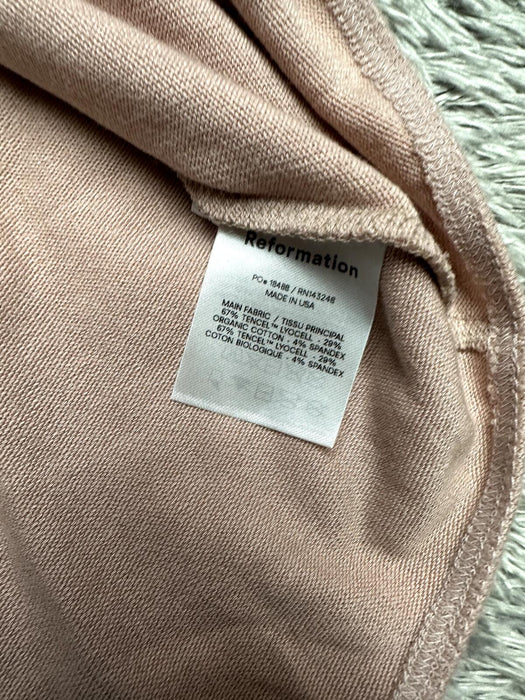 Reformation
PO# 18488 / RN143248
MADE IN USA
MAIN FABRIC / TISSU PRINCIPAL
67% TENCEL™ LYOCELL - 29%
ORGANIC COTTON - 4% SPANDEX
67% TENCEL™ LYOCELL - 29%
COTON BIOLOGIQUE - 4% SPANDEX